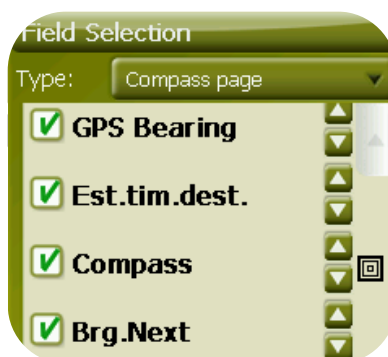 Field Selection
Type: Compass page
GPS Bearing
Est.tim.dest.
Compass
Brg.Next